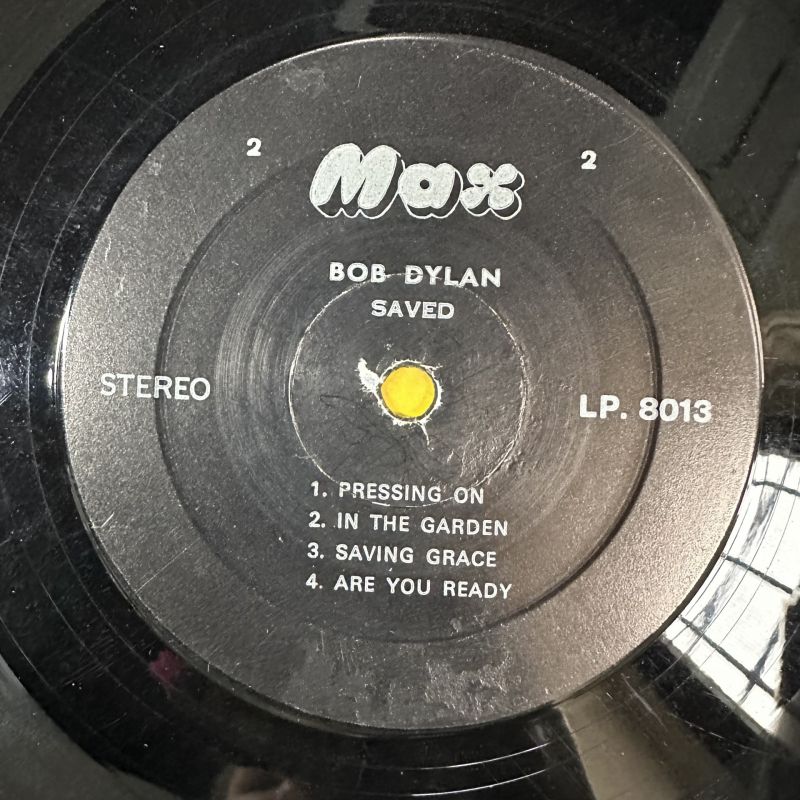 2
Max
2
BOB DYLAN
SAVED
STEREO
LP. 8013
1. PRESSING ON
2. IN THE GARDEN
3. SAVING GRACE
4. ARE YOU READY